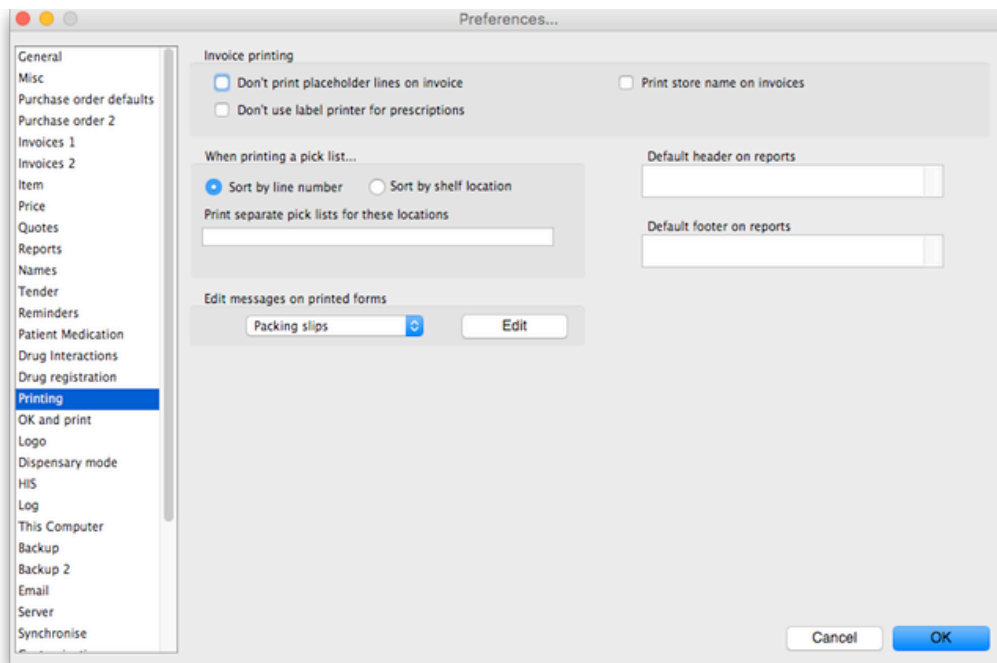 Preferences...
General
Misc
Purchase order defaults
Purchase order 2
Invoices 1
Invoices 2
Item
Price
Quotes
Reports
Names
Tender
Reminders
Patient Medication
Drug Interactions
Drug registration
Printing
OK and print
Logo
Dispensary mode
HIS
Log
This Computer
Backup
Backup 2
Email
Server
Synchronise
Invoice printing
Don't print placeholder lines on invoice
Print store name on invoices
Don't use label printer for prescriptions
When printing a pick list...
Sort by line number
Sort by shelf location
Print separate pick lists for these locations
Default header on reports
Default footer on reports
Edit messages on printed forms
Packing slips
Edit
Cancel
OK